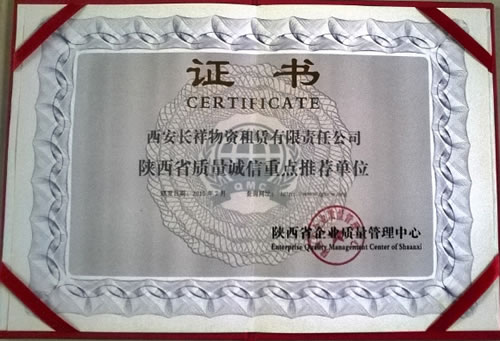 证书
CERTIFICATE
西安长祥物资租赁有限责任公司
陕西省质量诚信重点推荐单位
QMC
陕西省企业质量管理中心
Enterprise Quality Management Center of Shaanxi